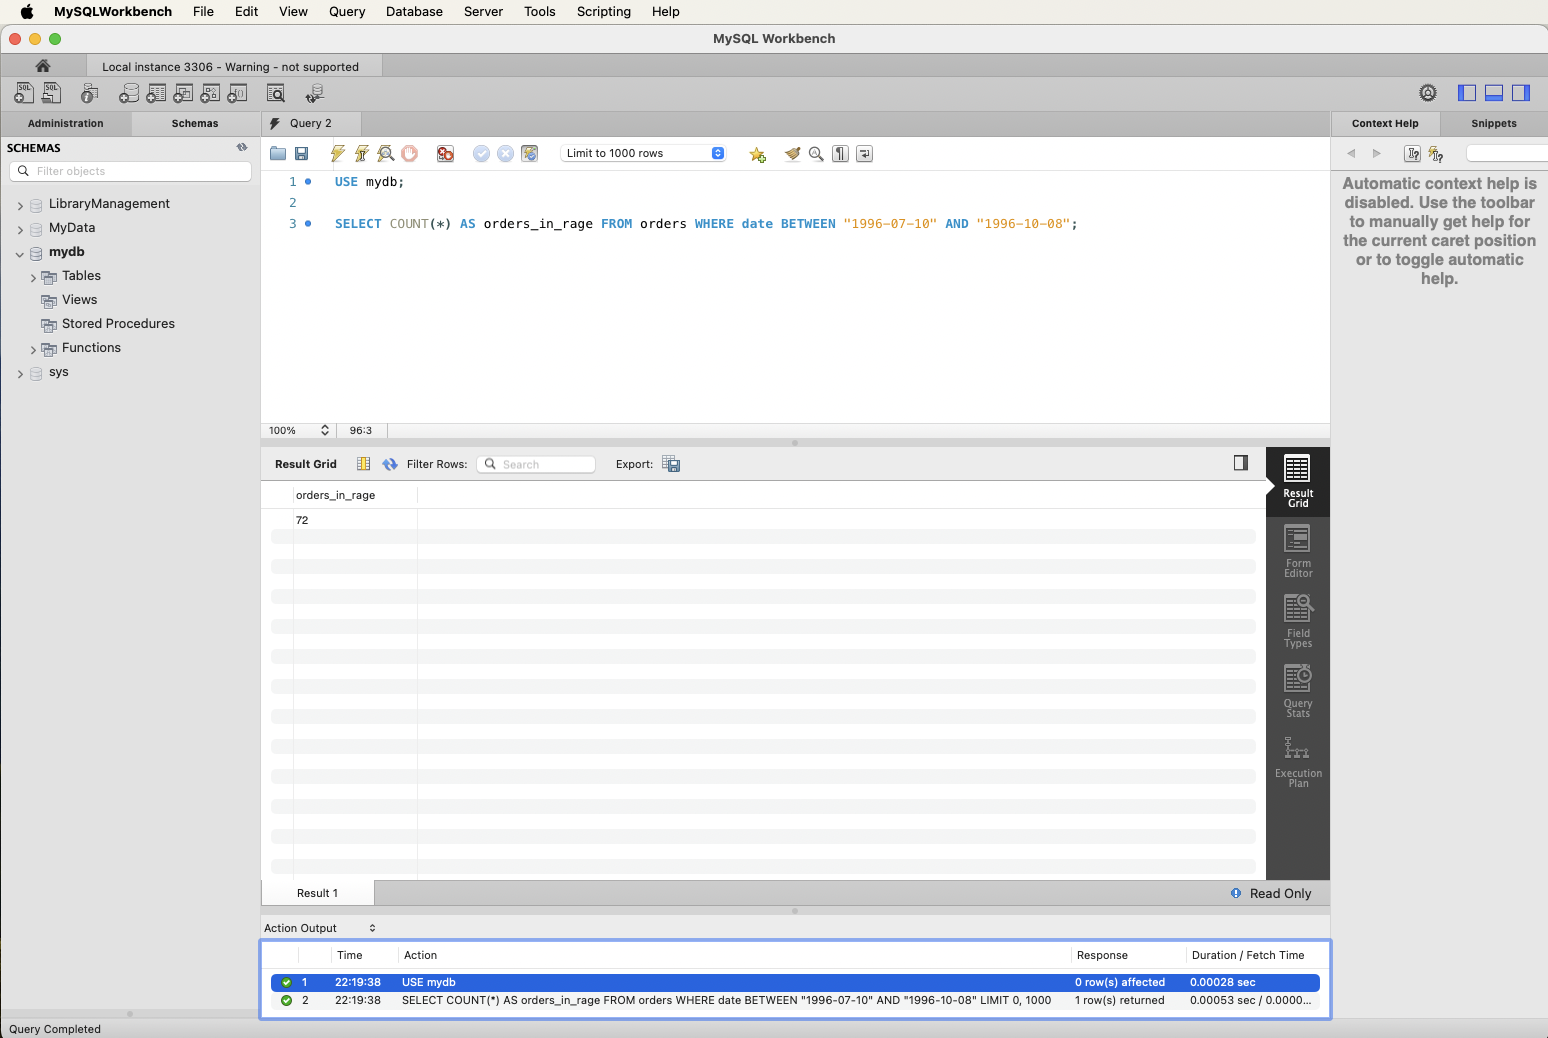 MySQLWorkbench File Edit View Query Database Server Tools Scripting Help
MySQL Workbench
Local instance 3306 - Warning - not supported
Administration Schemas
Query 2
Context Help Snippets
SCHEMAS
Filter objects
LibraryManagement
MyData
mydb
Tables
Views
Stored Procedures
Functions
sys
Limit to 1000 rows
1 USE mydb;
2
3 SELECT COUNT(*) AS orders_in_rage FROM orders WHERE date BETWEEN "1996-07-10" AND "1996-10-08";
Automatic context help is
disabled. Use the toolbar
to manually get help for
the current caret position
or to toggle automatic
help.
100% 96:3
Result Grid Filter Rows: Search Export:
orders_in_rage
72
Result
Grid
Form
Editor
Field
Types
Query
Stats
Execution
Plan
Result 1
Read Only
Action Output
Time Action Response Duration / Fetch Time
1 22:19:38 USE mydb 0 row(s) affected 0.00028 sec
2 22:19:38 SELECT COUNT(*) AS orders_in_rage FROM orders WHERE date BETWEEN "1996-07-10" AND "1996-10-08" LIMIT 0, 1000 1 row(s) returned 0.00053 sec / 0.0000...
Query Completed